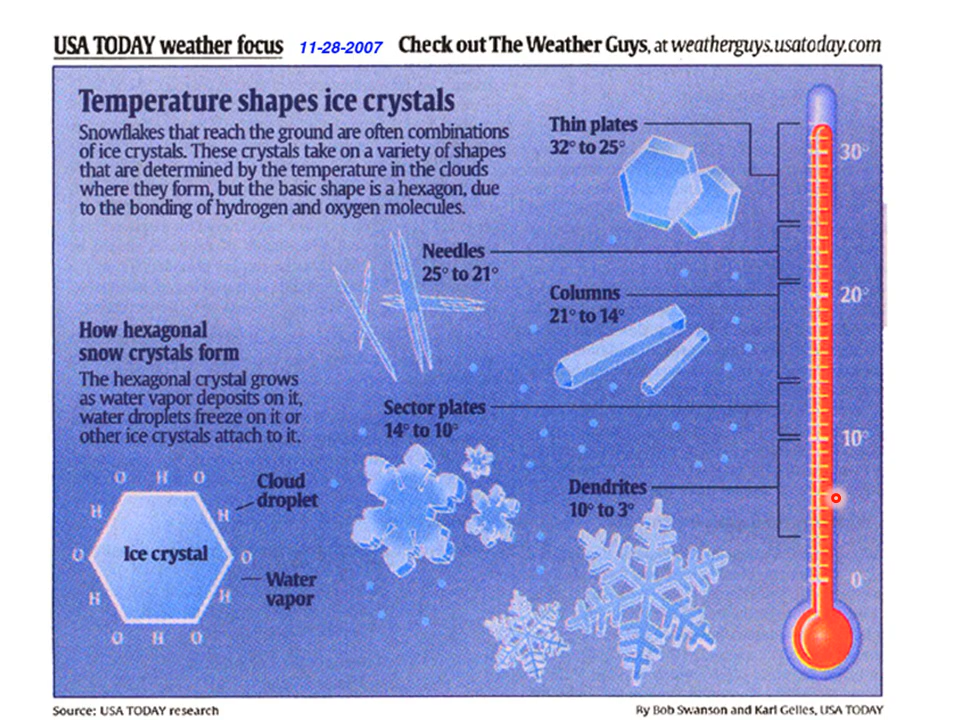 USA TODAY weather focus 11-28-2007 Check out The Weather Guys, at weatherguys.usatoday.com
Temperature shapes ice crystals
Snowflakes that reach the ground are often combinations
of ice crystals. These crystals take on a variety of shapes
that are determined by the temperature in the clouds
where they form, but the basic shape is a hexagon, due
to the bonding of hydrogen and oxygen molecules.
Thin plates
32° to 25°
Needles
25° to 21°
Columns
21° to 14°
Sector plates
14° to 10°
Dendrites
10° to 3°
30°
20°
10°
0°
How hexagonal
snow crystals form
The hexagonal crystal grows
as water vapor deposits on it,
water droplets freeze on it or
other ice crystals attach to it.
O H O
H H
O Ice crystal O
H H
O H O
Cloud
droplet
Water
vapor
Source: USA TODAY research
By Bob Swanson and Karl Gelles, USA TODAY